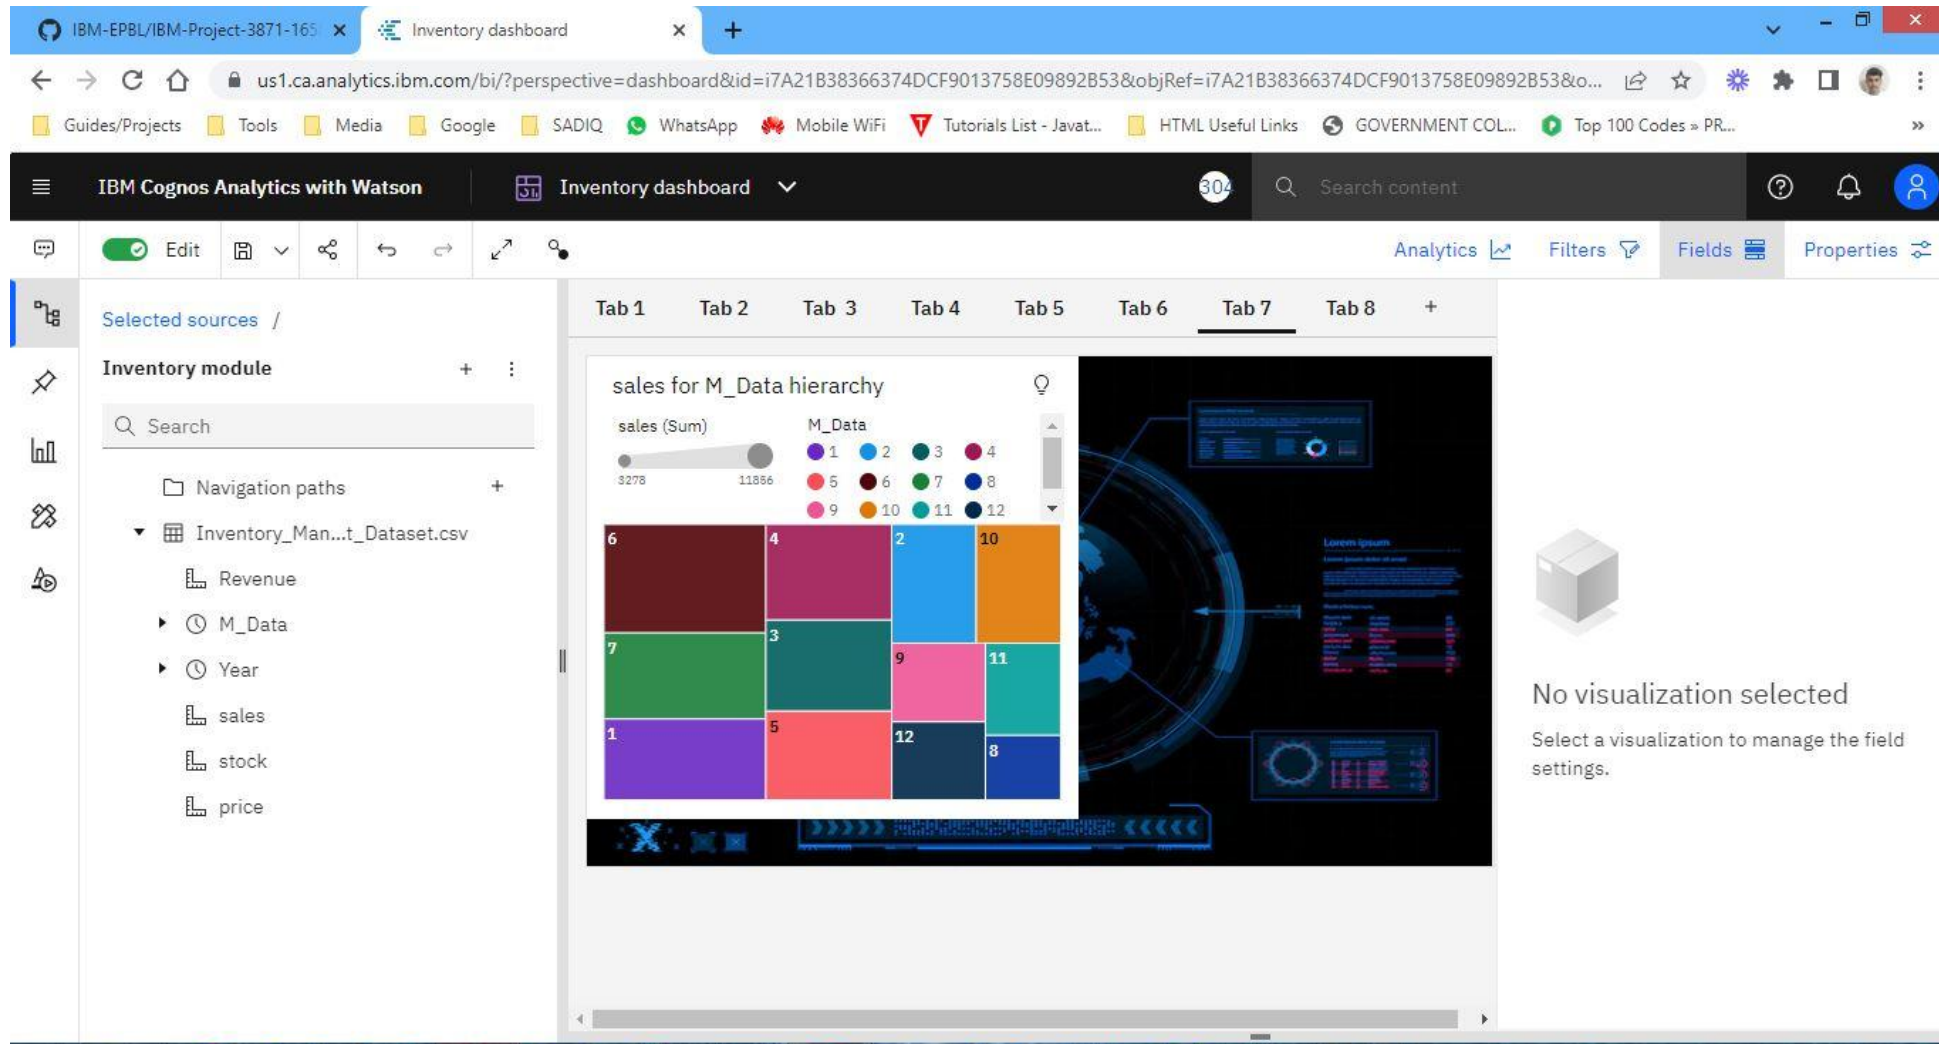 IBM-EPBL/IBM-Project-3871-165
Inventory dashboard
us1.ca.analytics.ibm.com/bi/?perspective=dashboard&id=i7A21B38366374DCF9013758E09892B53&objRef=i7A21B38366374DCF9013758E09892B53&o...
Guides/Projects Tools Media Google SADIQ WhatsApp Mobile WiFi Tutorials List - Javat... HTML Useful Links GOVERNMENT COL... Top 100 Codes » PR... »
IBM Cognos Analytics with Watson Inventory dashboard 304 Search content
Edit Analytics Filters Fields Properties
Selected sources /
Inventory module
Search
Navigation paths
Inventory_Man...t_Dataset.csv
Revenue
M_Data
Year
sales
stock
price
Tab 1 Tab 2 Tab 3 Tab 4 Tab 5 Tab 6 Tab 7 Tab 8 +
sales for M_Data hierarchy
sales (Sum)
3278 11856
M_Data
1 2 3 4
5 6 7 8
9 10 11 12
6 4 2 10
7 3 9 11
1 5 12 8
Lorem ipsum
No visualization selected
Select a visualization to manage the field
settings.